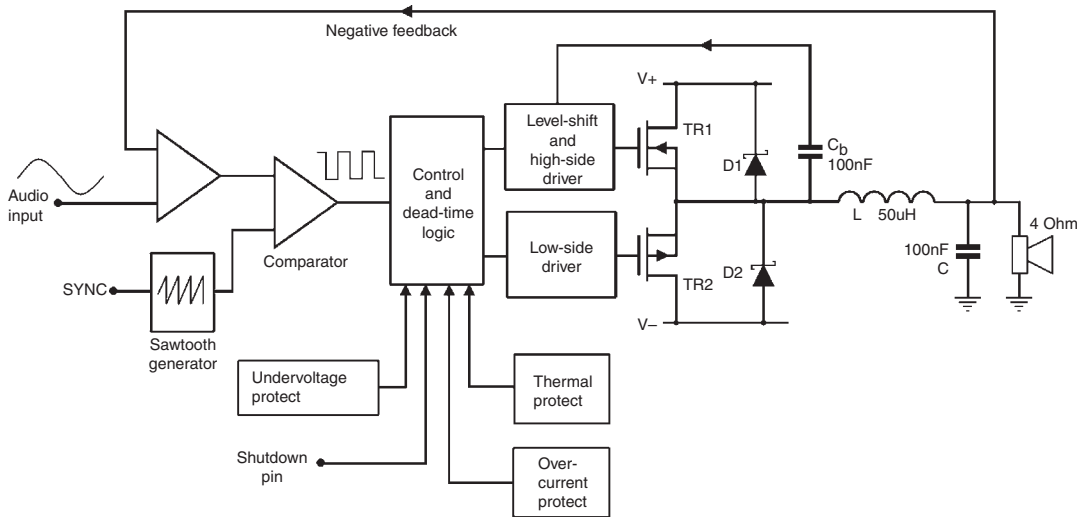 Negative feedback
V+
Level-shift and high-side driver
TR1
D1
Cb
100nF
Audio input
Control and dead-time logic
L 50uH
4 Ohm
100nF
C
Comparator
Low-side driver
TR2
D2
SYNC
Sawtooth generator
V–
Undervoltage protect
Thermal protect
Shutdown pin
Over-current protect